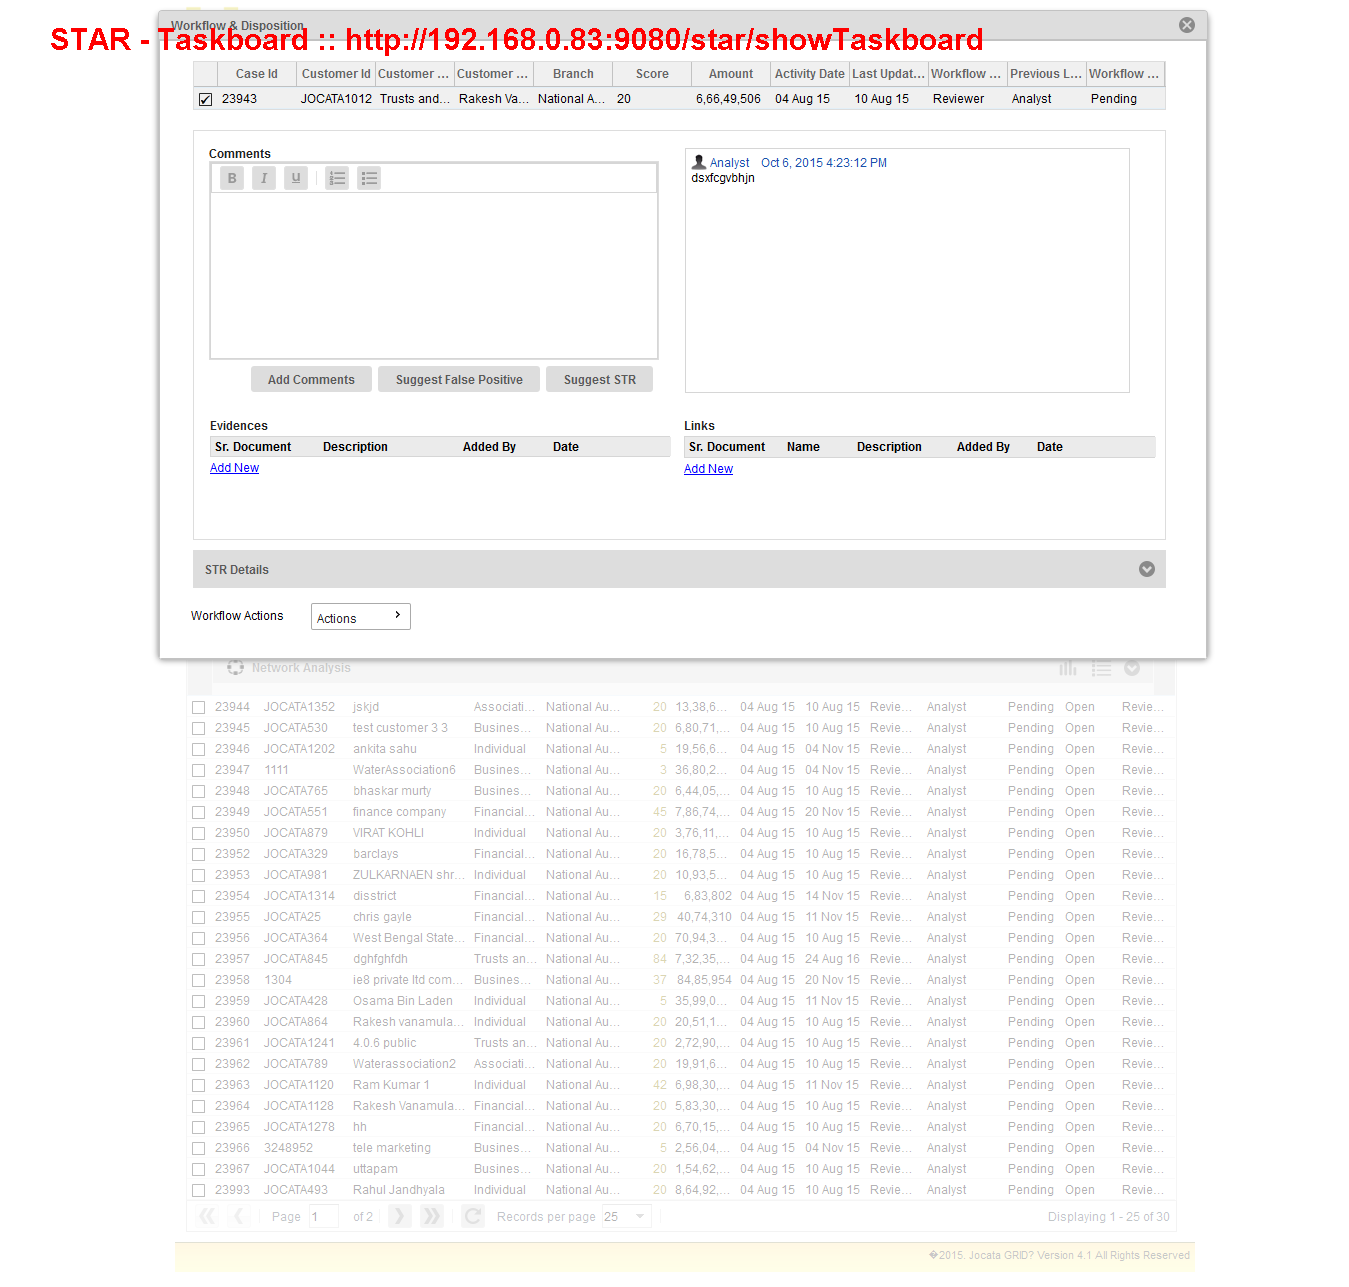 Workflow & Disposition
STAR - Taskboard :: http://192.168.0.83:9080/star/showTaskboard
Case Id Customer Id Customer ... Customer ... Branch Score Amount Activity Date Last Updat... Workflow ... Previous L... Workflow ...
23943 JOCATA1012 Trusts and... Rakesh Va... National A... 20 6,66,49,506 04 Aug 15 10 Aug 15 Reviewer Analyst Pending
Comments
B I U
Analyst Oct 6, 2015 4:23:12 PM
dsxfcgvbhjn
Add Comments Suggest False Positive Suggest STR
Evidences
Sr. Document Description Added By Date
Add New
Links
Sr. Document Name Description Added By Date
Add New
STR Details
Workflow Actions Actions
Network Analysis
23944 JOCATA1352 jskjd Associati... National Au... 20 13,38,6... 04 Aug 15 10 Aug 15 Revie... Analyst Pending Open Revie...
23945 JOCATA530 test customer 3 3 Busines... National Au... 20 6,80,71,... 04 Aug 15 10 Aug 15 Revie... Analyst Pending Open Revie...
23946 JOCATA1202 ankita sahu Individual National Au... 5 19,56,6... 04 Aug 15 04 Nov 15 Revie... Analyst Pending Open Revie...
23947 1111 WaterAssociation6 Busines... National Au... 3 36,80,2... 04 Aug 15 04 Nov 15 Revie... Analyst Pending Open Revie...
23948 JOCATA765 bhaskar murty Busines... National Au... 20 6,44,05,... 04 Aug 15 10 Aug 15 Revie... Analyst Pending Open Revie...
23949 JOCATA551 finance company Financial... National Au... 45 7,86,74,... 04 Aug 15 20 Nov 15 Revie... Analyst Pending Open Revie...
23950 JOCATA879 VIRAT KOHLI Individual National Au... 20 3,76,11,... 04 Aug 15 10 Aug 15 Revie... Analyst Pending Open Revie...
23952 JOCATA329 barclays Financial... National Au... 20 16,78,5... 04 Aug 15 10 Aug 15 Revie... Analyst Pending Open Revie...
23953 JOCATA981 ZULKARNAEN shr... Individual National Au... 20 10,93,5... 04 Aug 15 10 Aug 15 Revie... Analyst Pending Open Revie...
23954 JOCATA1314 disstrict Financial... National Au... 15 6,83,802 04 Aug 15 14 Nov 15 Revie... Analyst Pending Open Revie...
23955 JOCATA25 chris gayle Financial... National Au... 29 40,74,310 04 Aug 15 11 Nov 15 Revie... Analyst Pending Open Revie...
23956 JOCATA364 West Bengal State... Financial... National Au... 20 70,94,3... 04 Aug 15 10 Aug 15 Revie... Analyst Pending Open Revie...
23957 JOCATA845 dghfghfdh Trusts an... National Au... 84 7,32,35,... 04 Aug 15 24 Aug 16 Revie... Analyst Pending Open Revie...
23958 1304 ie8 private ltd com... Busines... National Au... 37 84,85,954 04 Aug 15 20 Nov 15 Revie... Analyst Pending Open Revie...
23959 JOCATA428 Osama Bin Laden Individual National Au... 5 35,99,0... 04 Aug 15 11 Nov 15 Revie... Analyst Pending Open Revie...
23960 JOCATA864 Rakesh vanamula... Individual National Au... 20 20,51,1... 04 Aug 15 10 Aug 15 Revie... Analyst Pending Open Revie...
23961 JOCATA1241 4.0.6 public Trusts an... National Au... 20 2,72,90,... 04 Aug 15 10 Aug 15 Revie... Analyst Pending Open Revie...
23962 JOCATA789 Waterassociation2 Associati... National Au... 20 19,91,6... 04 Aug 15 10 Aug 15 Revie... Analyst Pending Open Revie...
23963 JOCATA1120 Ram Kumar 1 Individual National Au... 42 6,98,30,... 04 Aug 15 11 Nov 15 Revie... Analyst Pending Open Revie...
23964 JOCATA1128 Rakesh Vanamula... Financial... National Au... 20 5,83,30,... 04 Aug 15 10 Aug 15 Revie... Analyst Pending Open Revie...
23965 JOCATA1278 hh Financial... National Au... 20 6,70,15,... 04 Aug 15 10 Aug 15 Revie... Analyst Pending Open Revie...
23966 3248952 tele marketing Busines... National Au... 5 2,56,04,... 04 Aug 15 04 Nov 15 Revie... Analyst Pending Open Revie...
23967 JOCATA1044 uttapam Busines... National Au... 20 1,54,62,... 04 Aug 15 10 Aug 15 Revie... Analyst Pending Open Revie...
23993 JOCATA493 Rahul Jandhyala Individual National Au... 20 8,64,92,... 04 Aug 15 10 Aug 15 Revie... Analyst Pending Open Revie...
Page 1 of 2 Records per page 25 Displaying 1 - 25 of 30
�2015. Jocata GRID? Version 4.1 All Rights Reserved